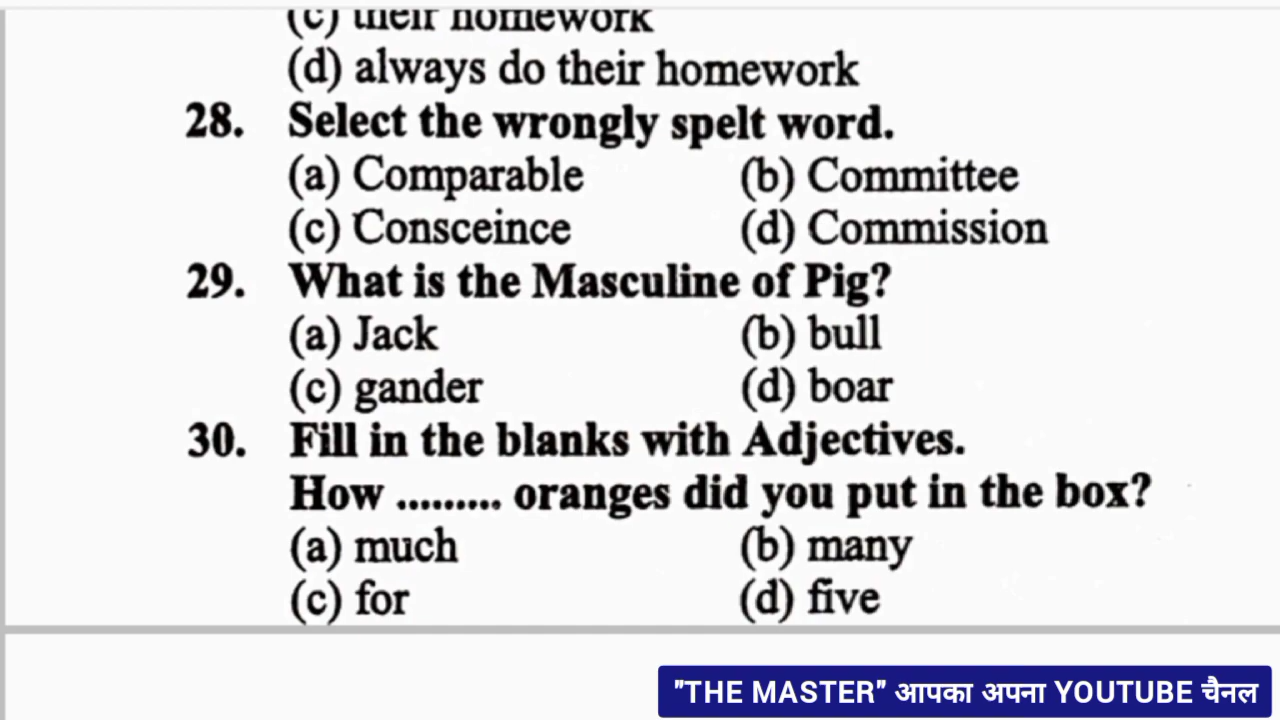 (c) their homework
(d) always do their homework
28. Select the wrongly spelt word.
(a) Comparable (b) Committee
(c) Consceince (d) Commission
29. What is the Masculine of Pig?
(a) Jack (b) bull
(c) gander (d) boar
30. Fill in the blanks with Adjectives.
How ......... oranges did you put in the box?
(a) much (b) many
(c) for (d) five
"THE MASTER" आपका अपना YOUTUBE चैनल